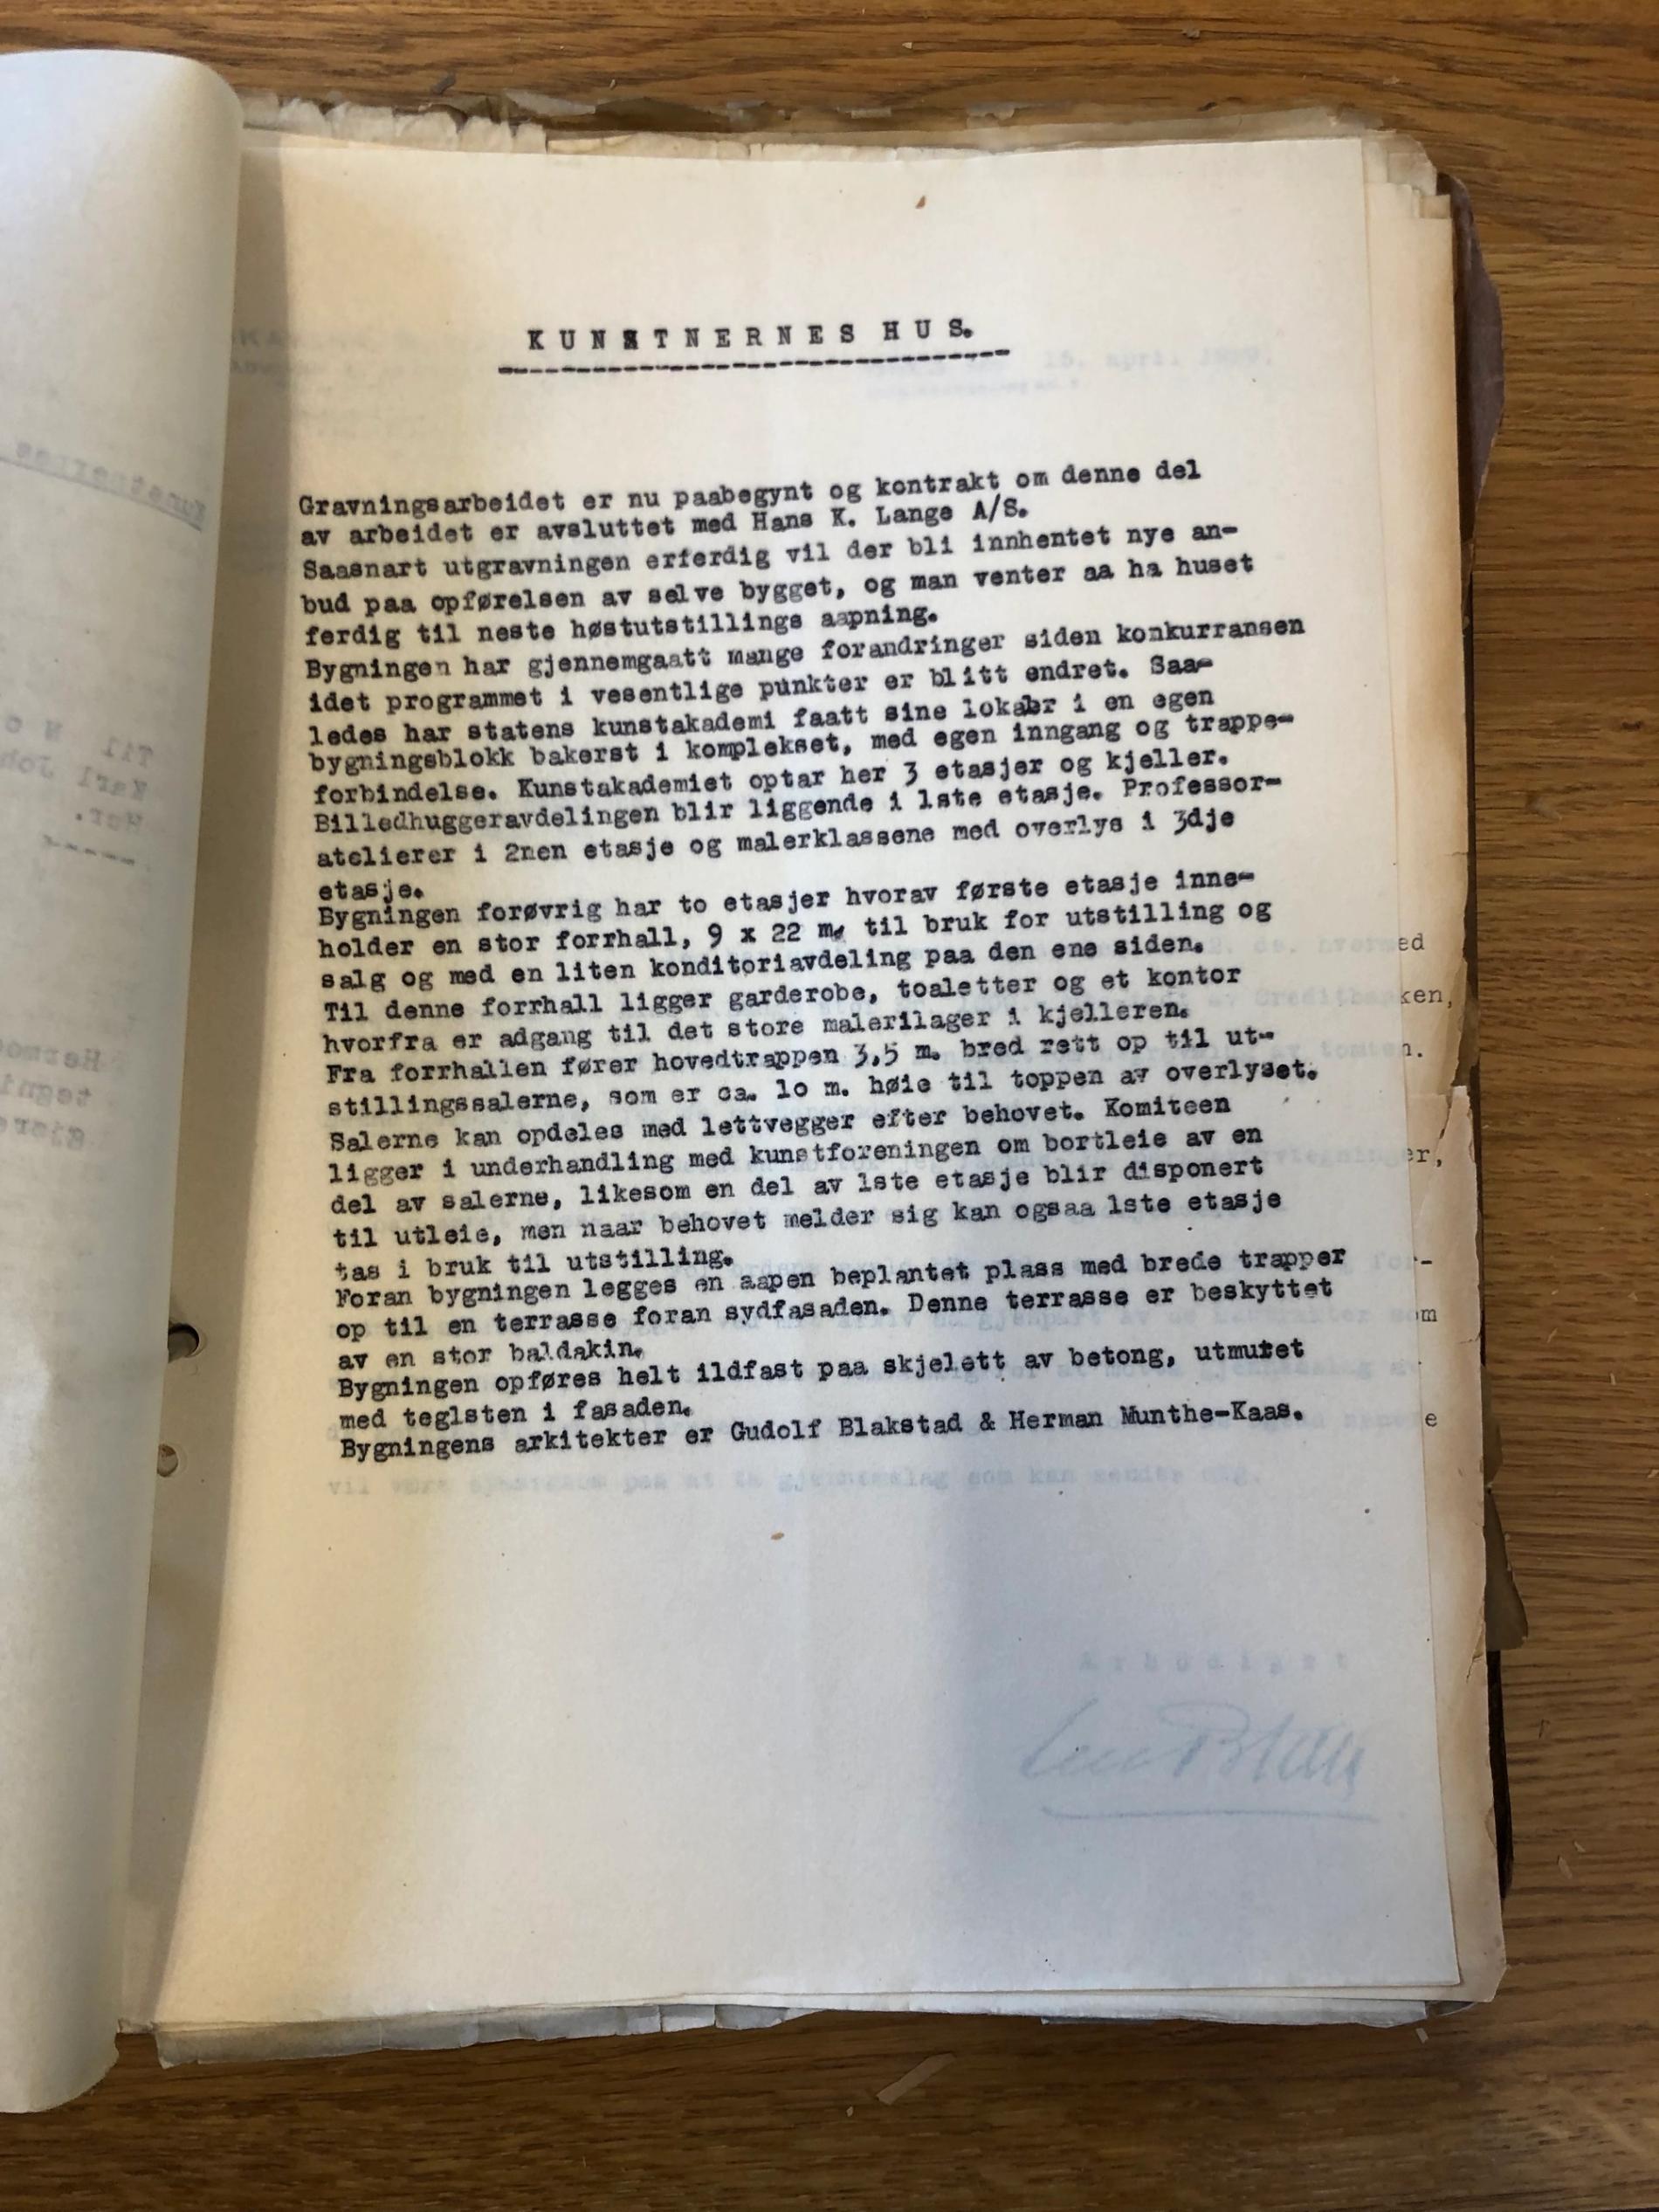 KUNSTNERNES HUS.
Gravningsarbeidet er nu paabegynt og kontrakt om denne del
av arbeidet er avsluttet med Hans K. Lange A/S.
Saasnart utgravningen erferdig vil der bli innhentet nye an-
bud paa opførelsen av selve bygget, og man venter aa ha huset
ferdig til neste høstutstillings aapning.
Bygningen har gjennemgaatt mange forandringer siden konkurransen
idet programmet i vesentlige punkter er blitt endret. Saa-
ledes har statens kunstakademi faatt sine lokaler i en egen
bygningsblokk bakerst i komplekset, med egen inngang og trappe-
forbindelse. Kunstakademiet optar her 3 etasjer og kjeller.
Billedhuggeravdelingen blir liggende i 1ste etasje. Professor-
atelierer i 2nen etasje og malerklassene med overlys i 3dje
etasje.
Bygningen forøvrig har to etasjer hvorav første etasje inne-
holder en stor forrhall, 9 x 22 m. til bruk for utstilling og
salg og med en liten konditoriavdeling paa den ene siden.
Til denne forrhall ligger garderobe, toaletter og et kontor
hvorfra er adgang til det store malerilager i kjelleren.
Fra forrhallen fører hovedtrappen 3,5 m. bred rett op til ut-
stillingssalerne, som er ca. 1o m. høie til toppen av overlyset.
Salerne kan opdeles med lettvegger efter behovet. Komiteen
ligger i underhandling med kunstforeningen om bortleie av en
del av salerne, likesom en del av 1ste etasje blir disponert
til utleie, men naar behovet melder sig kan ogsaa 1ste etasje
tas i bruk til utstilling.
Foran bygningen legges en aapen beplantet plass med brede trapper
op til en terrasse foran sydfasaden. Denne terrasse er beskyttet
av en stor baldakin.
Bygningen opføres helt ildfast paa skjelett av betong, utmuret
med teglsten i fasaden.
Bygningens arkitekter er Gudolf Blakstad & Herman Munthe-Kaas.